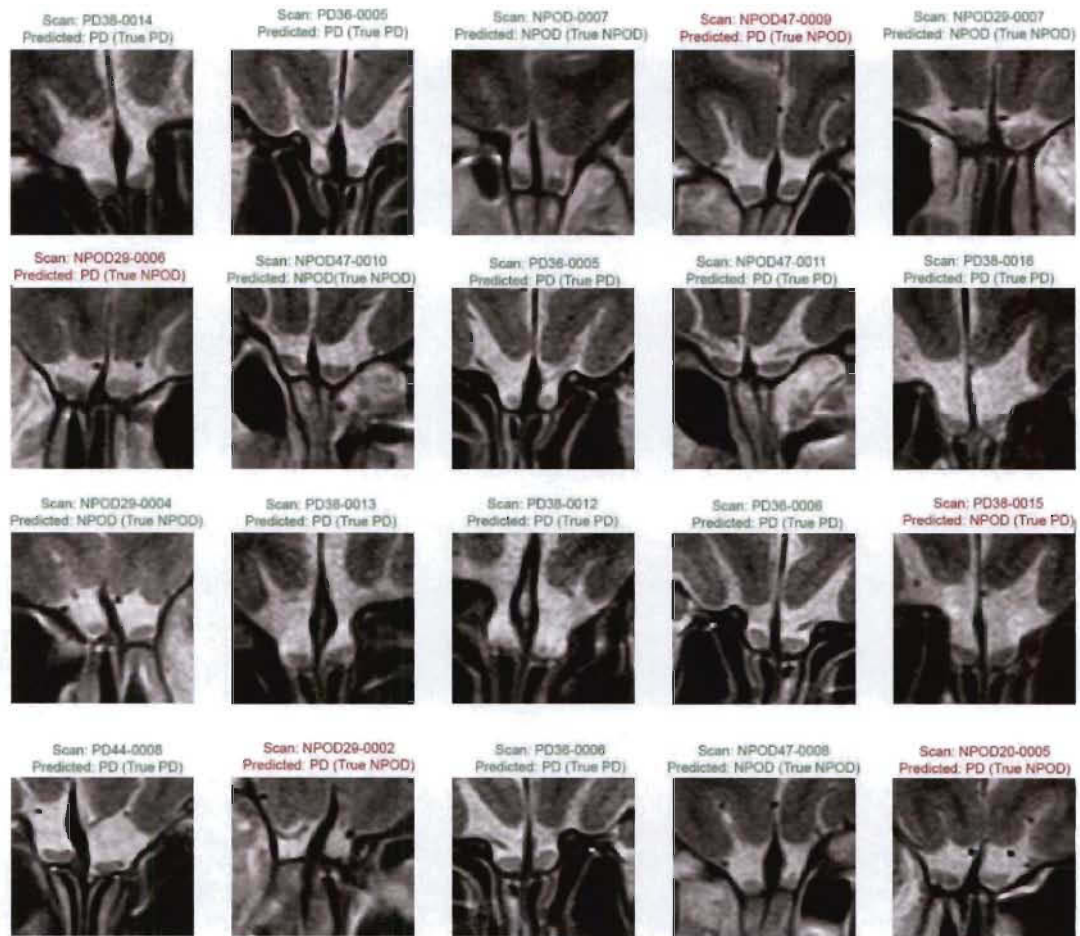 Scan: PD38-0014
Predicted: PD (True PD)
Scan: PD36-0005
Predicted: PD (True PD)
Scan: NPOD-0007
Predicted: NPOD (True NPOD)
Scan: NPOD47-0009
Predicted: PD (True NPOD)
Scan: NPOD29-0007
Predicted: NPOD (True NPOD)
Scan: NPOD29-0006
Predicted: PD (True NPOD)
Scan: NPOD47-0010
Predicted: NPOD(True NPOD)
Scan: PD36-0005
Predicted: PD (True PD)
Scan: NPOD47-0011
Predicted: PD (True PD)
Scan: PD38-0016
Predicted: PD (True PD)
Scan: NPOD29-0004
Predicted: NPOD (True NPOD)
Scan: PD38-0013
Predicted: PD (True PD)
Scan: PD38-0012
Predicted: PD (True PD)
Scan: PD36-0006
Predicted: PD (True PD)
Scan: PD38-0015
Predicted: NPOD (True PD)
Scan: PD44-0008
Predicted: PD (True PD)
Scan: NPOD29-0002
Predicted: PD (True NPOD)
Scan: PD36-0006
Predicted: PD (True PD)
Scan: NPOD47-0008
Predicted: NPOD (True NPOD)
Scan: NPOD20-0005
Predicted: PD (True NPOD)